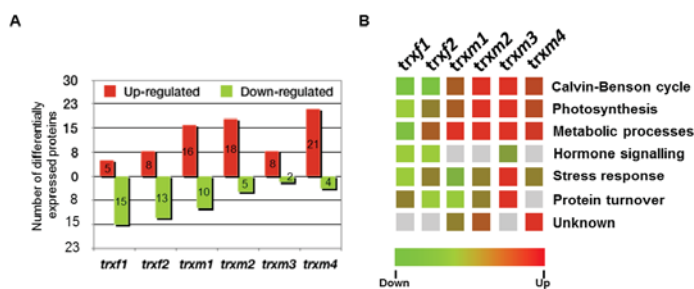 A
Number of differentially
expressed proteins
30
23
15
8
0
8
15
23
Up-regulated
Down-regulated
5
8
16
18
8
21
15
13
10
5
2
4
trxf1
trxf2
trxm1
trxm2
trxm3
trxm4
B
trxf1
trxf2
trxm1
trxm2
trxm3
trxm4
Calvin-Benson cycle
Photosynthesis
Metabolic processes
Hormone signalling
Stress response
Protein turnover
Unknown
Down
Up